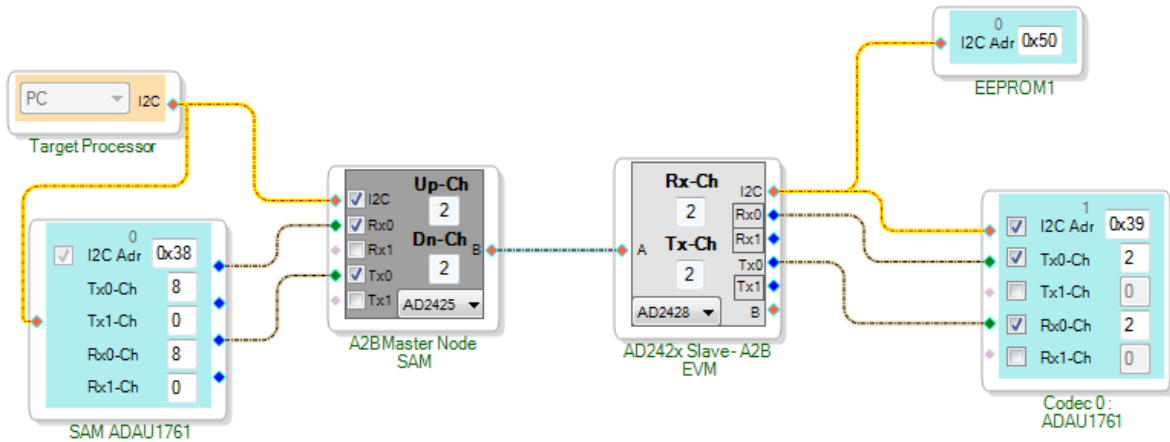 0
I2C Adr 0x50
EEPROM1
PC I2C
Target Processor
0
I2C Adr 0x38
Tx0-Ch 8
Tx1-Ch 0
Rx0-Ch 8
Rx1-Ch 0
SAM ADAU1761
Up-Ch
2
Dn-Ch
2
I2C
Rx0
Rx1
Tx0
Tx1
B
AD2425
A2BMaster Node
SAM
Rx-Ch
2
Tx-Ch
2
A
I2C
Rx0
Rx1
Tx0
Tx1
B
AD2428
AD242x Slave - A2B
EVM
1
I2C Adr 0x39
Tx0-Ch 2
Tx1-Ch 0
Rx0-Ch 2
Rx1-Ch 0
Codec 0 :
ADAU1761